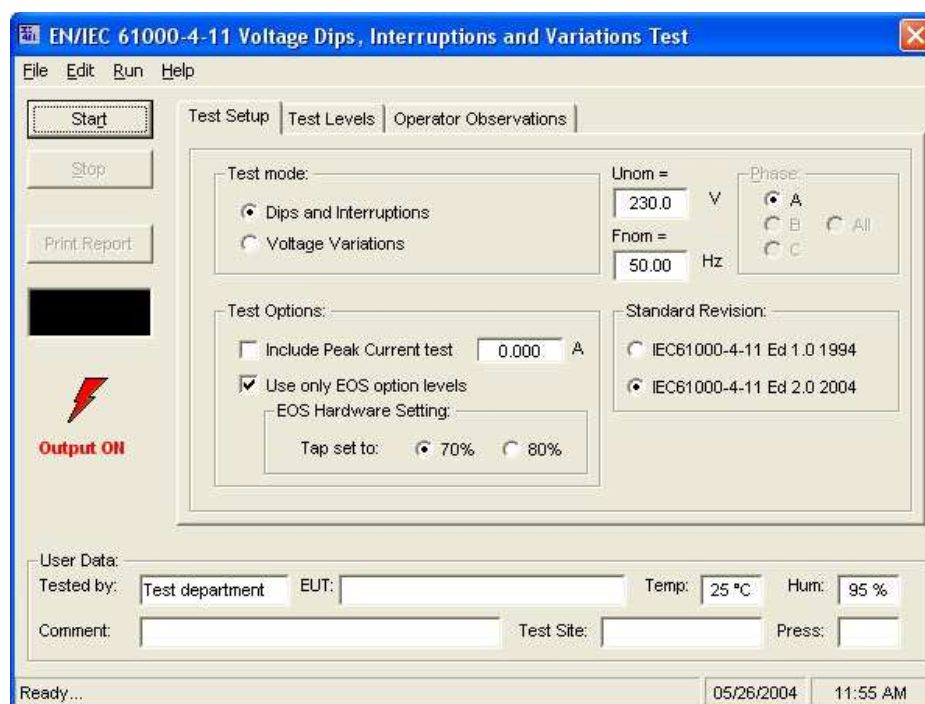 EN/IEC 61000-4-11 Voltage Dips, Interruptions and Variations Test
File Edit Run Help
Start
Stop
Print Report
Output ON
Test Setup Test Levels Operator Observations
Test mode:
Dips and Interruptions
Voltage Variations
Unom =
230.0 V
Fnom =
50.00 Hz
Phase:
A
B All
C
Test Options:
Include Peak Current test 0.000 A
Use only EOS option levels
EOS Hardware Setting:
Tap set to: 70% 80%
Standard Revision:
IEC61000-4-11 Ed 1.0 1994
IEC61000-4-11 Ed 2.0 2004
User Data:
Tested by: Test department EUT: Temp: 25 °C Hum: 95 %
Comment: Test Site: Press:
Ready... 05/26/2004 11:55 AM